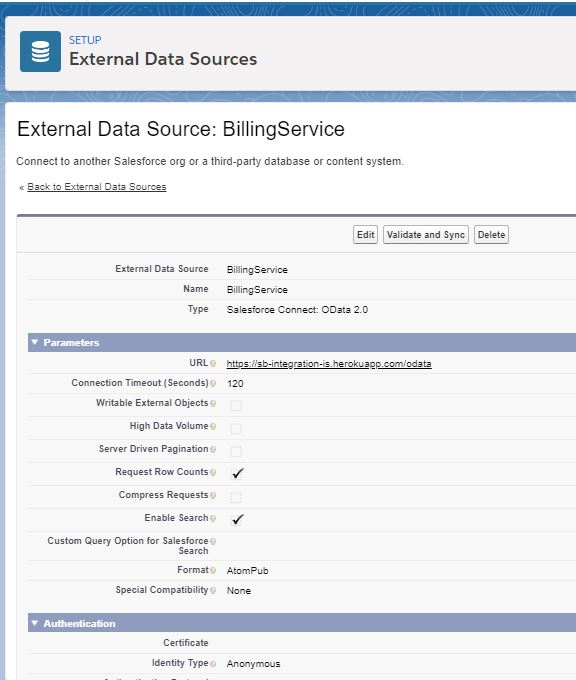 SETUP
External Data Sources
External Data Source: BillingService
Connect to another Salesforce org or a third-party database or content system.
« Back to External Data Sources
Edit Validate and Sync Delete
External Data Source BillingService
Name BillingService
Type Salesforce Connect: OData 2.0
Parameters
URL https://sb-integration-is.herokuapp.com/odata
Connection Timeout (Seconds) 120
Writable External Objects
High Data Volume
Server Driven Pagination
Request Row Counts
Compress Requests
Enable Search
Custom Query Option for Salesforce
Search
Format AtomPub
Special Compatibility None
Authentication
Certificate
Identity Type Anonymous